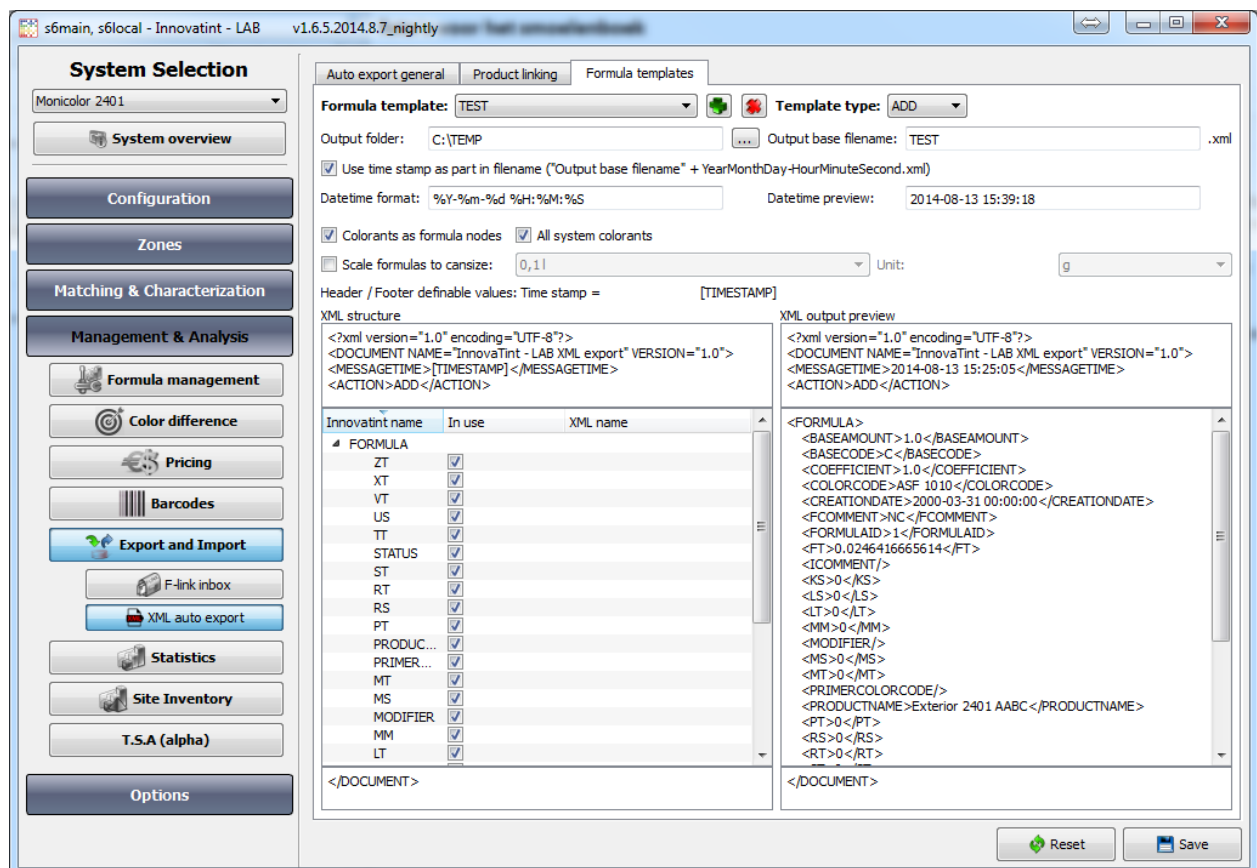 s6main, s6local - Innovatint - LAB v1.6.5.2014.8.7_nightly voor het smoelenboek
System Selection
Monicolor 2401
System overview
Configuration
Zones
Matching & Characterization
Management & Analysis
Formula management
Color difference
Pricing
Barcodes
Export and Import
F-link inbox
XML auto export
Statistics
Site Inventory
T.S.A (alpha)
Options
Auto export general Product linking Formula templates
Formula template: TEST Template type: ADD
Output folder: C:\TEMP ... Output base filename: TEST .xml
Use time stamp as part in filename ("Output base filename" + YearMonthDay-HourMinuteSecond.xml)
Datetime format: %Y-%m-%d %H:%M:%S Datetime preview: 2014-08-13 15:39:18
Colorants as formula nodes All system colorants
Scale formulas to cansize: 0,1 l Unit: g
Header / Footer definable values: Time stamp = [TIMESTAMP]
XML structure
<?xml version="1.0" encoding="UTF-8"?>
<DOCUMENT NAME="InnovaTint - LAB XML export" VERSION="1.0">
<MESSAGETIME>[TIMESTAMP]</MESSAGETIME>
<ACTION>ADD</ACTION>
Innovatint name In use XML name
FORMULA
ZT
XT
VT
US
TT
STATUS
ST
RT
RS
PT
PRODUC...
PRIMER...
MT
MS
MODIFIER
MM
LT
</DOCUMENT>
XML output preview
<?xml version="1.0" encoding="UTF-8"?>
<DOCUMENT NAME="InnovaTint - LAB XML export" VERSION="1.0">
<MESSAGETIME>2014-08-13 15:25:05</MESSAGETIME>
<ACTION>ADD</ACTION>
<FORMULA>
<BASEAMOUNT>1.0</BASEAMOUNT>
<BASECODE>C</BASECODE>
<COEFFICIENT>1.0</COEFFICIENT>
<COLORCODE>ASF 1010</COLORCODE>
<CREATIONDATE>2000-03-31 00:00:00</CREATIONDATE>
<FCOMMENT>NC</FCOMMENT>
<FORMULAID>1</FORMULAID>
<FT>0.0246416665614</FT>
<ICOMMENT/>
<KS>0</KS>
<LS>0</LS>
<LT>0</LT>
<MM>0</MM>
<MODIFIER/>
<MS>0</MS>
<MT>0</MT>
<PRIMERCOLORCODE/>
<PRODUCTNAME>Exterior 2401 AABC</PRODUCTNAME>
<PT>0</PT>
<RS>0</RS>
<RT>0</RT>
</DOCUMENT>
Reset Save